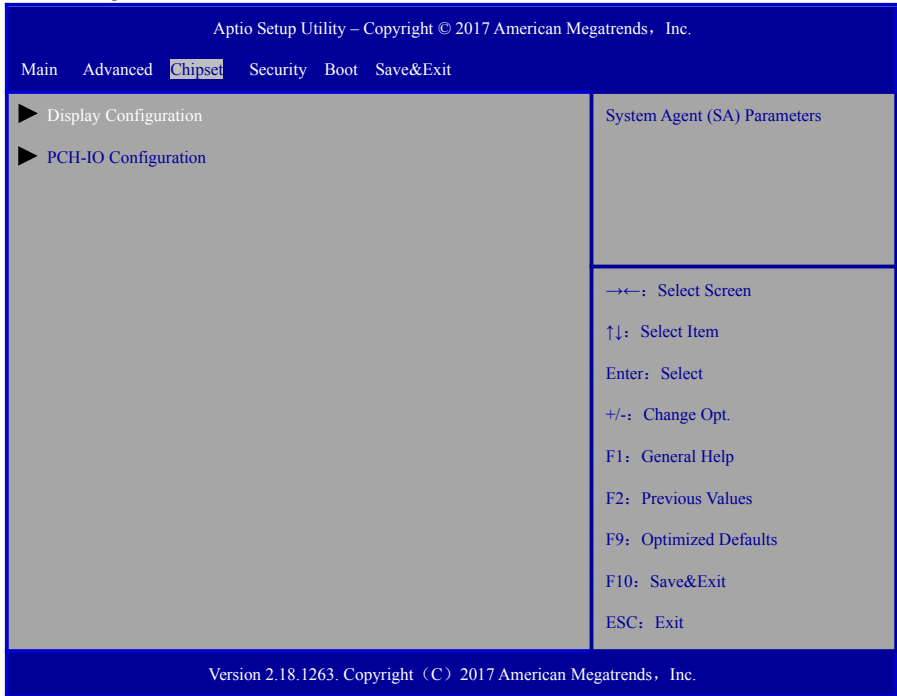 Aptio Setup Utility – Copyright © 2017 American Megatrends，Inc.
Main Advanced Chipset Security Boot Save&Exit
Display Configuration
PCH-IO Configuration
System Agent (SA) Parameters
→←：Select Screen
↑↓：Select Item
Enter：Select
+/-：Change Opt.
F1：General Help
F2：Previous Values
F9：Optimized Defaults
F10：Save&Exit
ESC：Exit
Version 2.18.1263. Copyright（C）2017 American Megatrends，Inc.